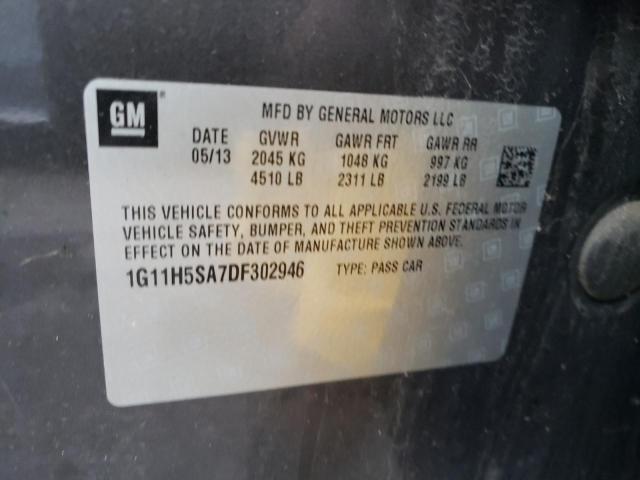 GM
MFD BY GENERAL MOTORS LLC
DATE GVWR GAWR FRT GAWR RR
05/13 2045 KG 1048 KG 997 KG
4510 LB 2311 LB 2199 LB
THIS VEHICLE CONFORMS TO ALL APPLICABLE U.S. FEDERAL MOTOR
VEHICLE SAFETY, BUMPER, AND THEFT PREVENTION STANDARDS IN
EFFECT ON THE DATE OF MANUFACTURE SHOWN ABOVE.
1G11H5SA7DF302946 TYPE: PASS CAR